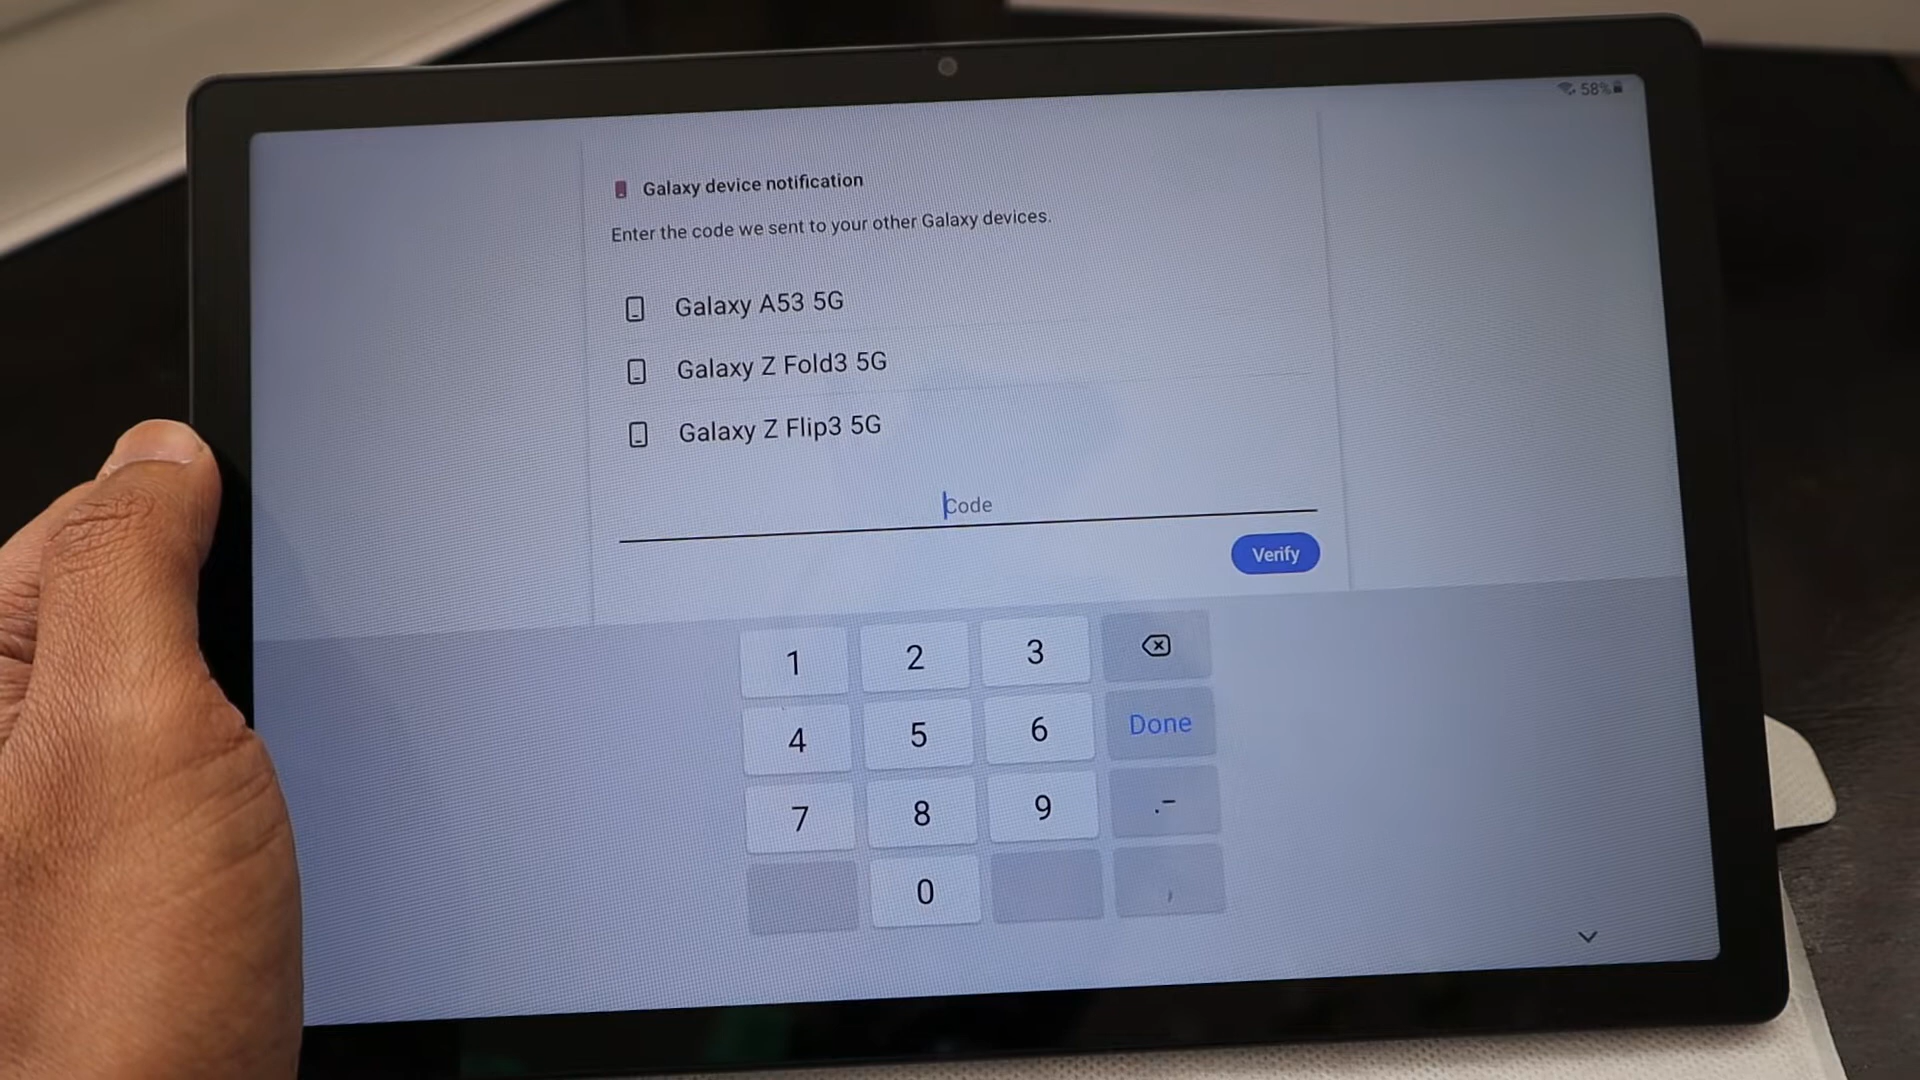 58%
Galaxy device notification
Enter the code we sent to your other Galaxy devices.
Galaxy A53 5G
Galaxy Z Fold3 5G
Galaxy Z Flip3 5G
Code
Verify
1 2 3
4 5 6 Done
7 8 9 .-
0 ,